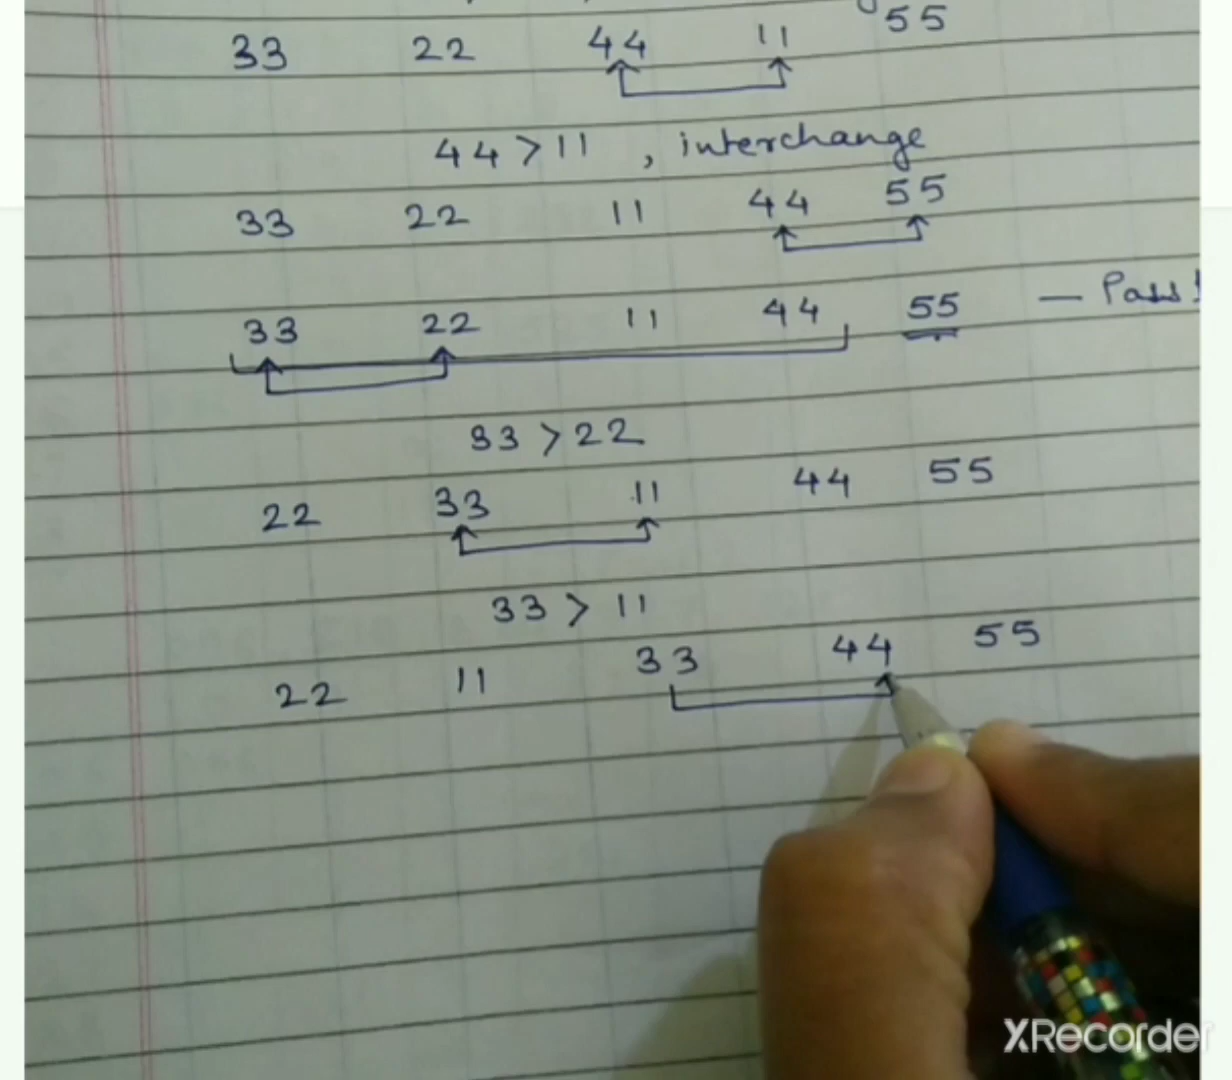 33 22 44 11 55
44 > 11 , interchange
33 22 11 44 55
33 22 11 44 55 — Pass 1
33 > 22
22 33 11 44 55
33 > 11
22 11 33 44 55
XRecorder